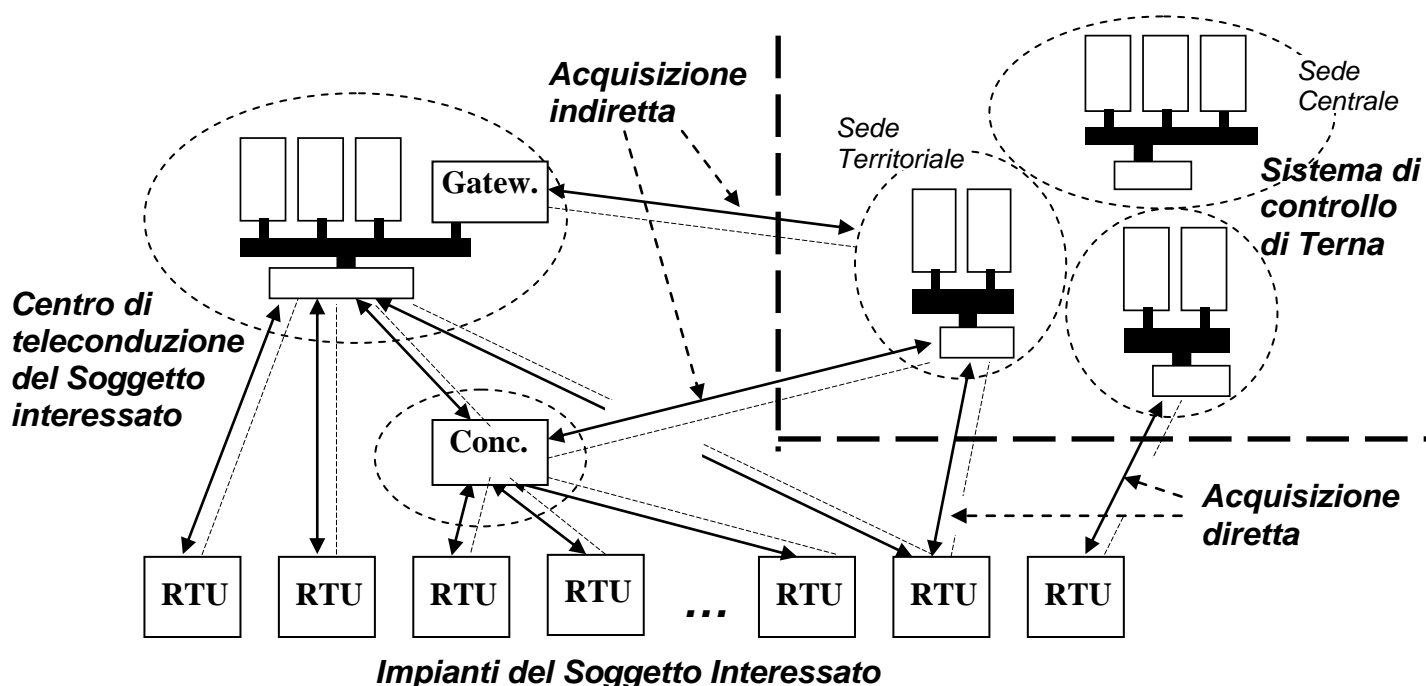 Acquisizione
indiretta
Sede
Centrale
Sede
Territoriale
Sistema di
controllo
di Terna
Gatew.
Centro di
teleconduzione
del Soggetto
interessato
Conc.
Acquisizione
diretta
RTU
RTU
RTU
RTU
...
RTU
RTU
RTU
Impianti del Soggetto Interessato